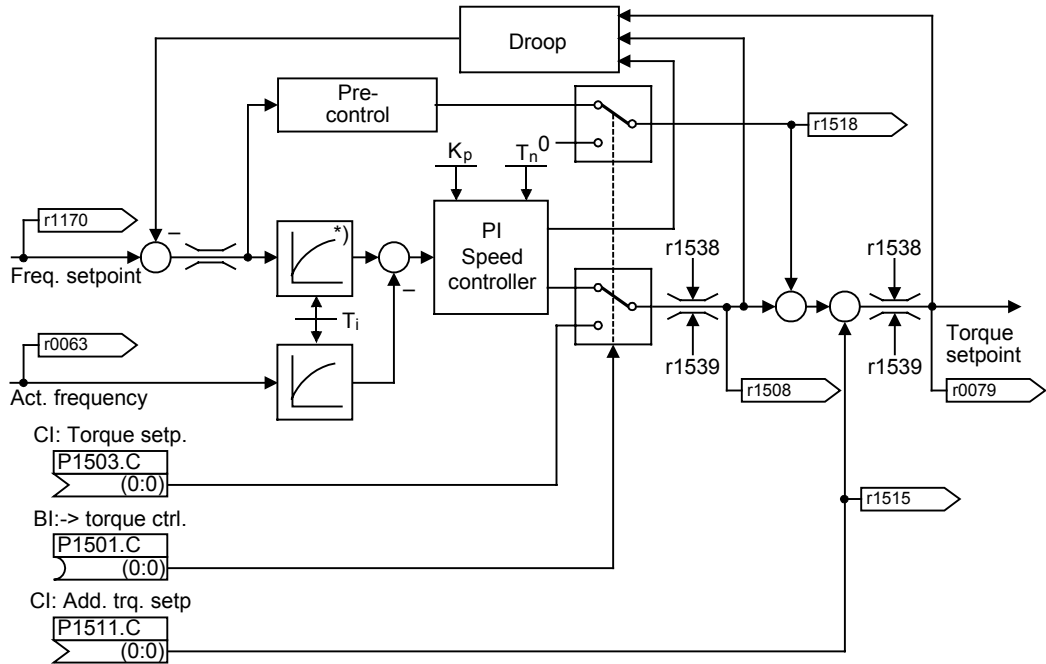 Droop
Pre-
control
r1518
Kp
Tn
0
r1170
*)
PI
Speed
controller
r1538
r1538
Freq. setpoint
Ti
r0063
Torque
setpoint
r1539
r1539
Act. frequency
r1508
r0079
CI: Torque setp.
P1503.C
(0:0)
r1515
BI:-> torque ctrl.
P1501.C
(0:0)
CI: Add. trq. setp
P1511.C
(0:0)